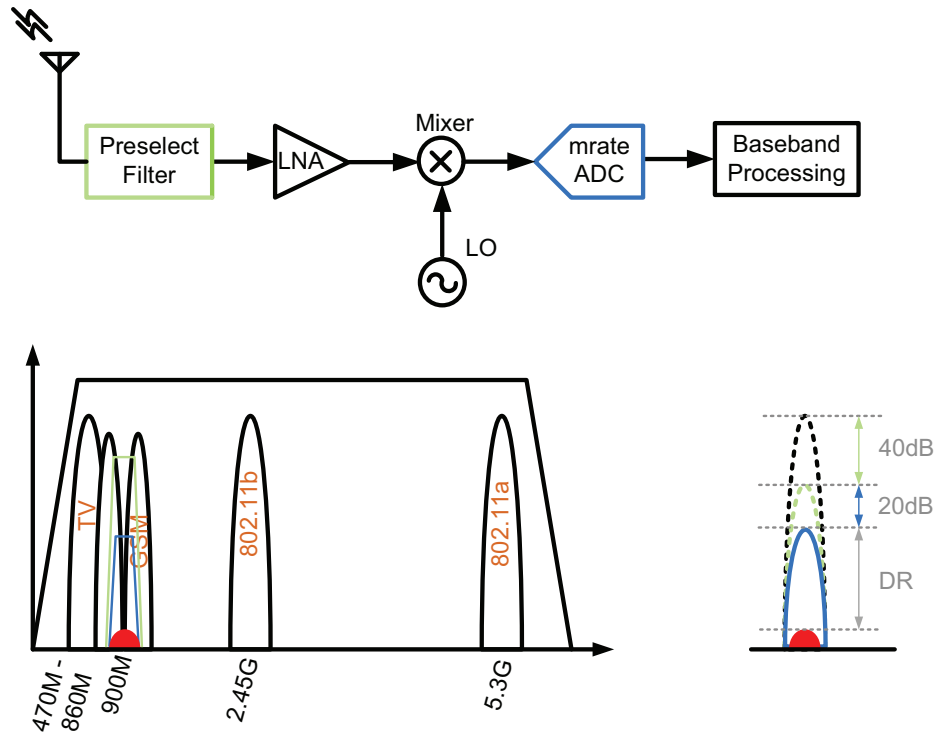 Preselect
Filter
LNA
Mixer
LO
mrate
ADC
Baseband
Processing
TV
GSM
802.11b
802.11a
470M -
860M
900M
2.45G
5.3G
40dB
20dB
DR